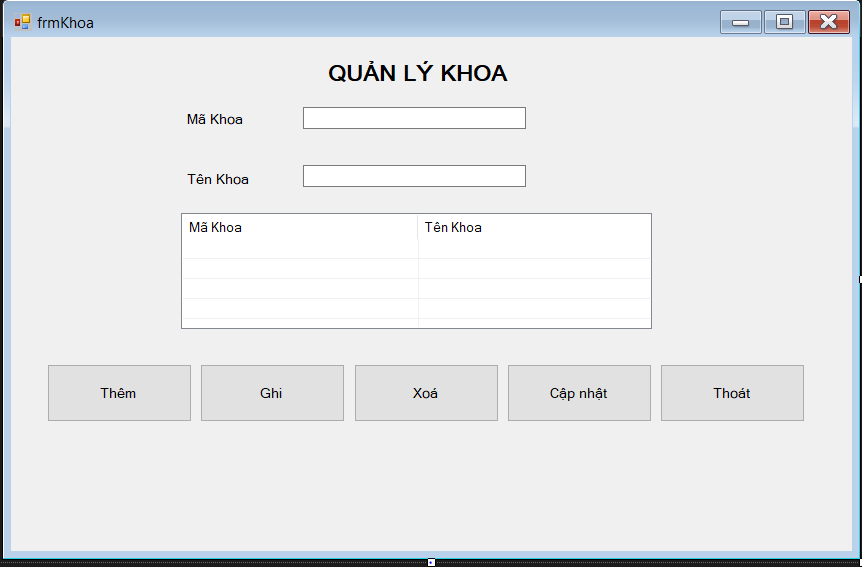 frmKhoa
QUẢN LÝ KHOA
Mã Khoa
Tên Khoa
Mã Khoa Tên Khoa
Thêm Ghi Xoá Cập nhật Thoát